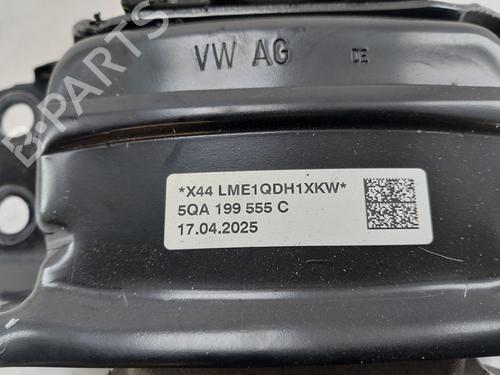 VW AG
DE
*X44 LME1QDH1XKW*
5QA 199 555 C
17.04.2025
B-PARTS